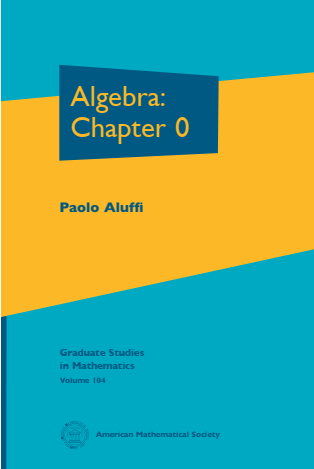 Algebra:
Chapter 0
Paolo Aluffi
Graduate Studies
in Mathematics
Volume 104
American Mathematical Society